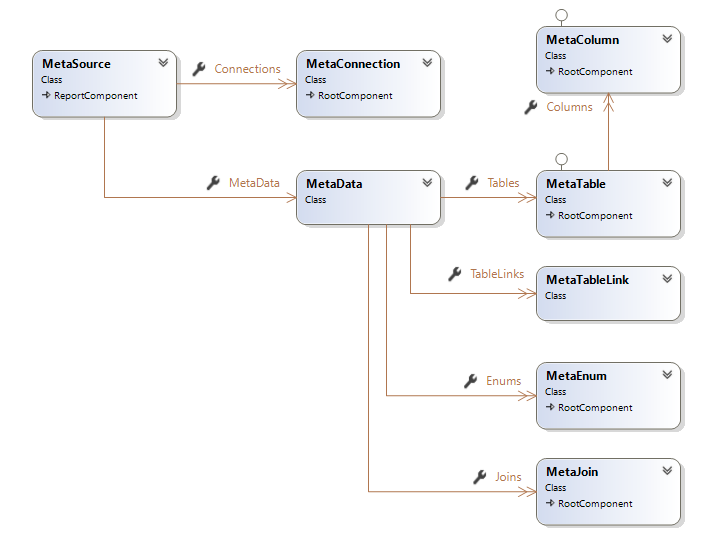 MetaSource
Class
ReportComponent
Connections
MetaConnection
Class
RootComponent
MetaColumn
Class
RootComponent
Columns
MetaData
MetaData
Class
Tables
MetaTable
Class
RootComponent
TableLinks
MetaTableLink
Class
Enums
MetaEnum
Class
RootComponent
Joins
MetaJoin
Class
RootComponent